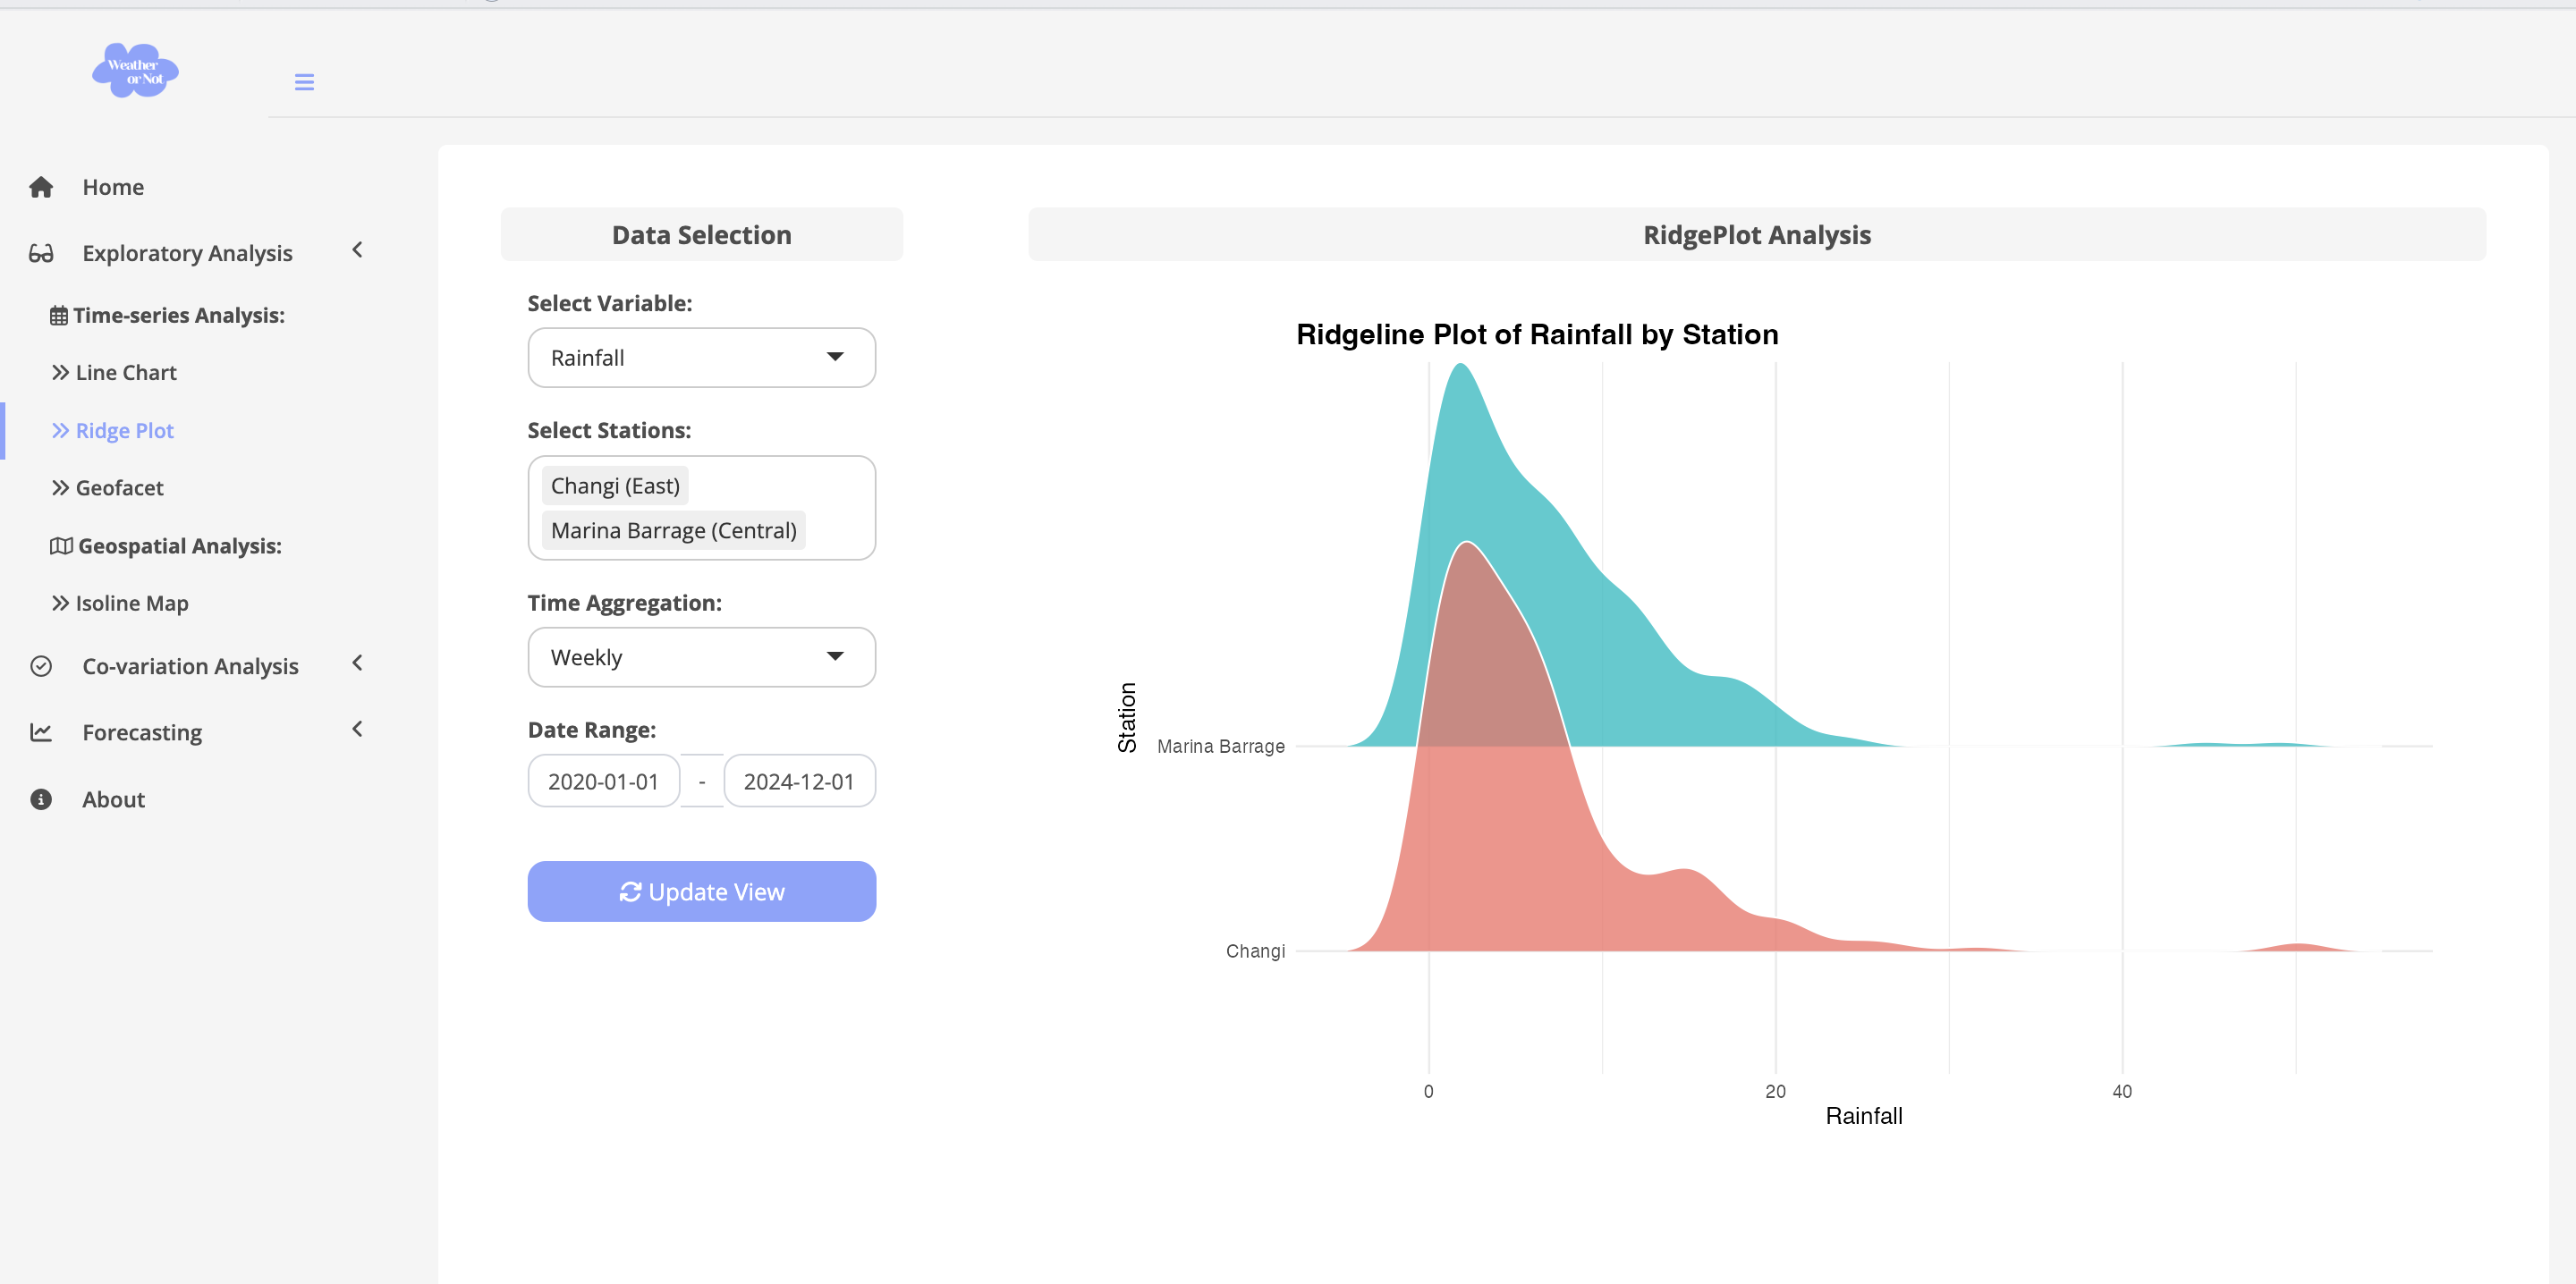 Weather
or Not
Home
Exploratory Analysis
Time-series Analysis:
Line Chart
Ridge Plot
Geofacet
Geospatial Analysis:
Isoline Map
Co-variation Analysis
Forecasting
About
Data Selection
Select Variable:
Rainfall
Select Stations:
Changi (East)
Marina Barrage (Central)
Time Aggregation:
Weekly
Date Range:
2020-01-01 - 2024-12-01
Update View
RidgePlot Analysis
Ridgeline Plot of Rainfall by Station
Station
Marina Barrage
Changi
0 20 40
Rainfall